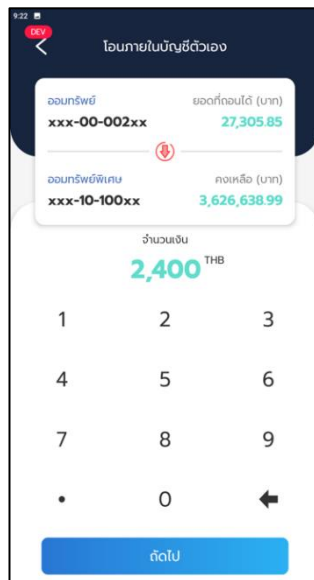 9:22
DEV
โอนภายในบัญชีตัวเอง
ออมทรัพย์ ยอดที่ถอนได้ (บาท)
xxx-00-002xx 27,305.85
ออมทรัพย์พิเศษ คงเหลือ (บาท)
xxx-10-100xx 3,626,638.99
จำนวนเงิน
2,400 THB
1 2 3
4 5 6
7 8 9
. 0
ถัดไป